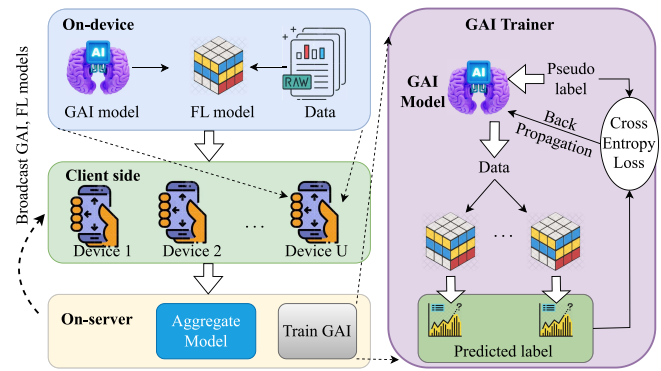 On-device
AI
GAI model
FL model
RAW
Data
Broadcast GAI, FL models
Client side
Device 1
Device 2
...
Device U
On-server
Aggregate
Model
Train GAI
GAI Trainer
GAI
Model
AI
Pseudo
label
Back
Propagation
Cross
Entropy
Loss
Data
...
?
?
Predicted label